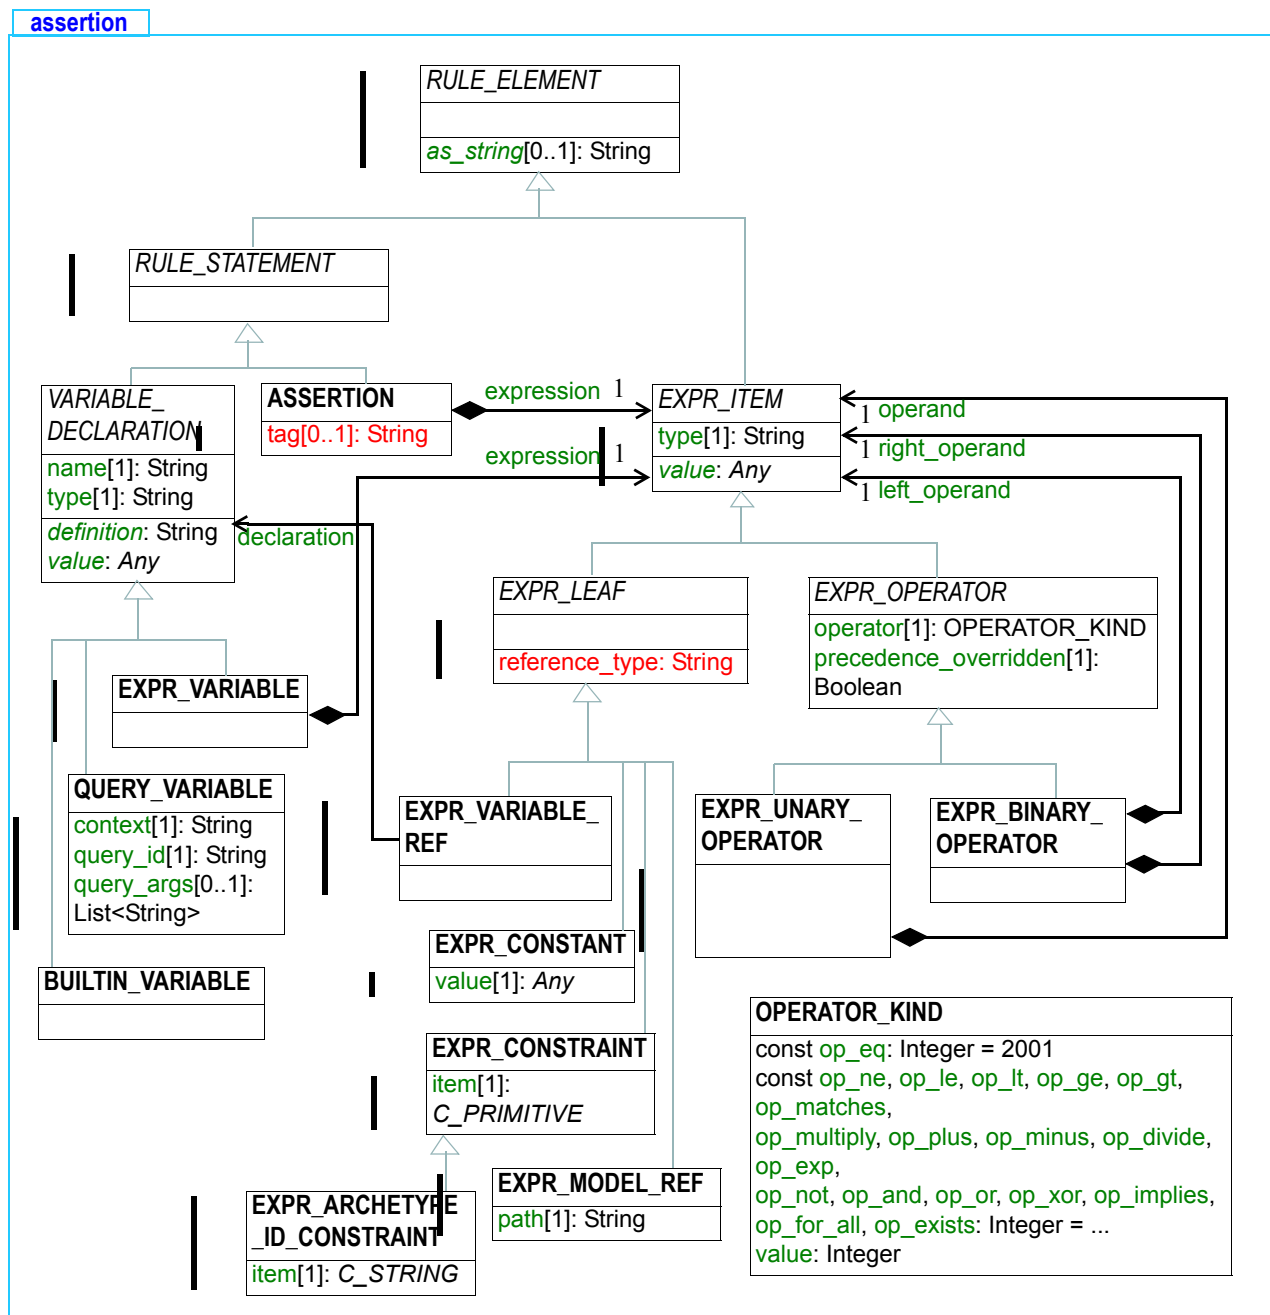 assertion
RULE_ELEMENT
as_string[0..1]: String
RULE_STATEMENT
VARIABLE_
DECLARATION
name[1]: String
type[1]: String
definition: String
value: Any
ASSERTION
tag[0..1]: String
expression 1
expression 1
EXPR_ITEM
type[1]: String
value: Any
1 operand
1 right_operand
1 left_operand
declaration
EXPR_LEAF
reference_type: String
EXPR_OPERATOR
operator[1]: OPERATOR_KIND
precedence_overridden[1]:
Boolean
EXPR_VARIABLE
QUERY_VARIABLE
context[1]: String
query_id[1]: String
query_args[0..1]:
List<String>
BUILTIN_VARIABLE
EXPR_VARIABLE_
REF
EXPR_UNARY_
OPERATOR
EXPR_BINARY_
OPERATOR
EXPR_CONSTANT
value[1]: Any
EXPR_CONSTRAINT
item[1]:
C_PRIMITIVE
EXPR_ARCHETYPE
_ID_CONSTRAINT
item[1]: C_STRING
EXPR_MODEL_REF
path[1]: String
OPERATOR_KIND
const op_eq: Integer = 2001
const op_ne, op_le, op_lt, op_ge, op_gt,
op_matches,
op_multiply, op_plus, op_minus, op_divide,
op_exp,
op_not, op_and, op_or, op_xor, op_implies,
op_for_all, op_exists: Integer = ...
value: Integer